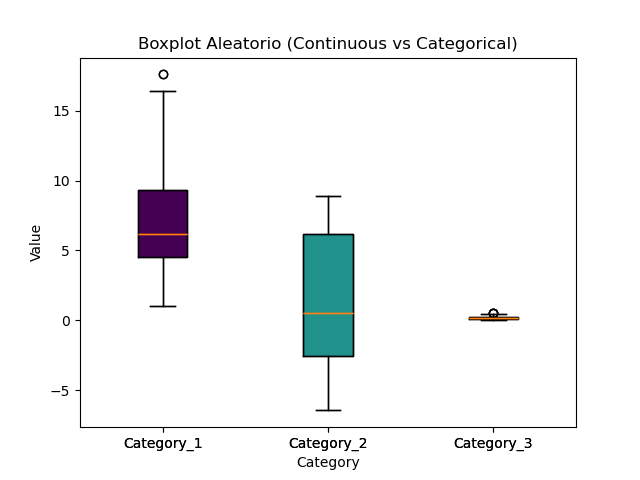 Boxplot Aleatorio (Continuous vs Categorical)
15
10
5
0
−5
Value
Category_1
Category_2
Category_3
Category